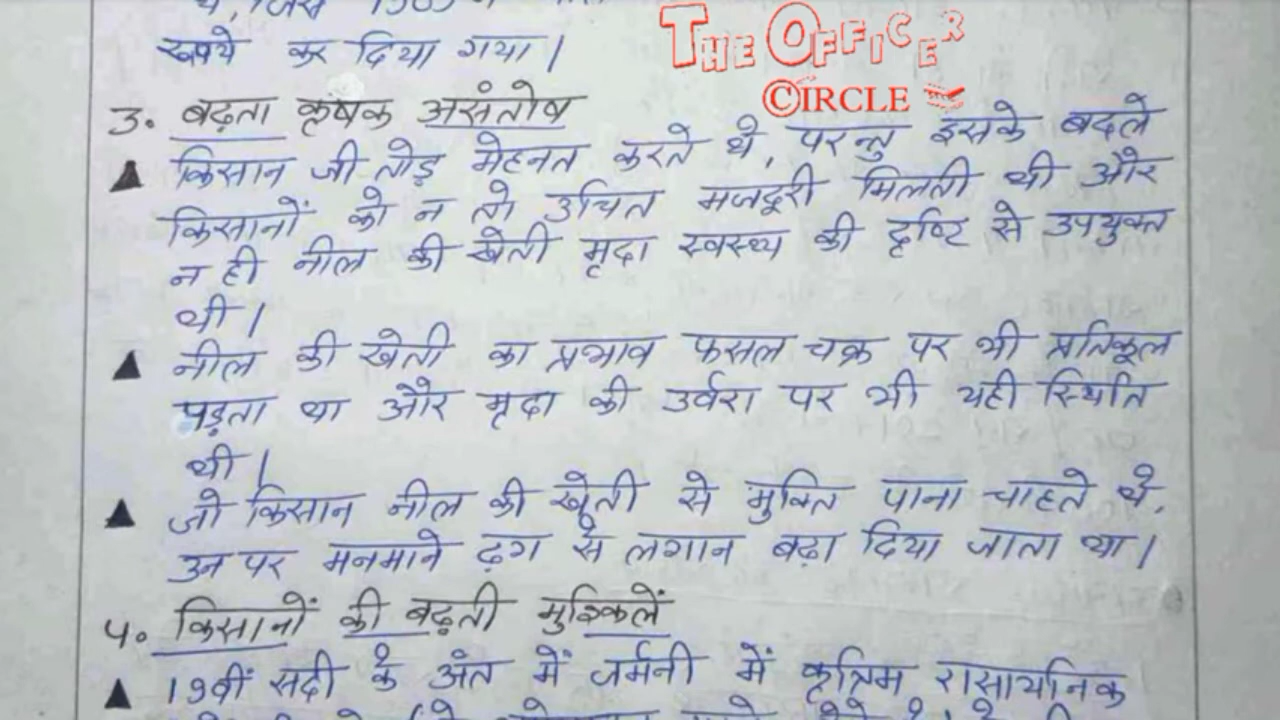 थे, जिसे 1909 में
रूपये कर दिया गया।
THE OFFICER
CIRCLE
3. बढ़ता कृषक असंतोष
▲ किसान जी तोड़ मेहनत करते थे, परन्तु इसके बदले
किसानों को न तो उचित मजदूरी मिलती थी और
न ही नील की खेती मृदा स्वस्थ्य की दृष्टि से उपयुक्त
थी।
▲ नील की खेती का प्रभाव फसल चक्र पर भी प्रतिकूल
पड़ता था और मृदा की उर्वरा पर भी यही स्थिति
थी।
▲ जो किसान नील की खेती से मुक्ति पाना चाहते थे,
उन पर मनमाने ढ़ग से लगान बढ़ा दिया जाता था।
4. किसानों की बढ़ती मुश्किलें
▲ 19वीं सदी के अंत में जर्मनी में कृत्रिम रासायनिक